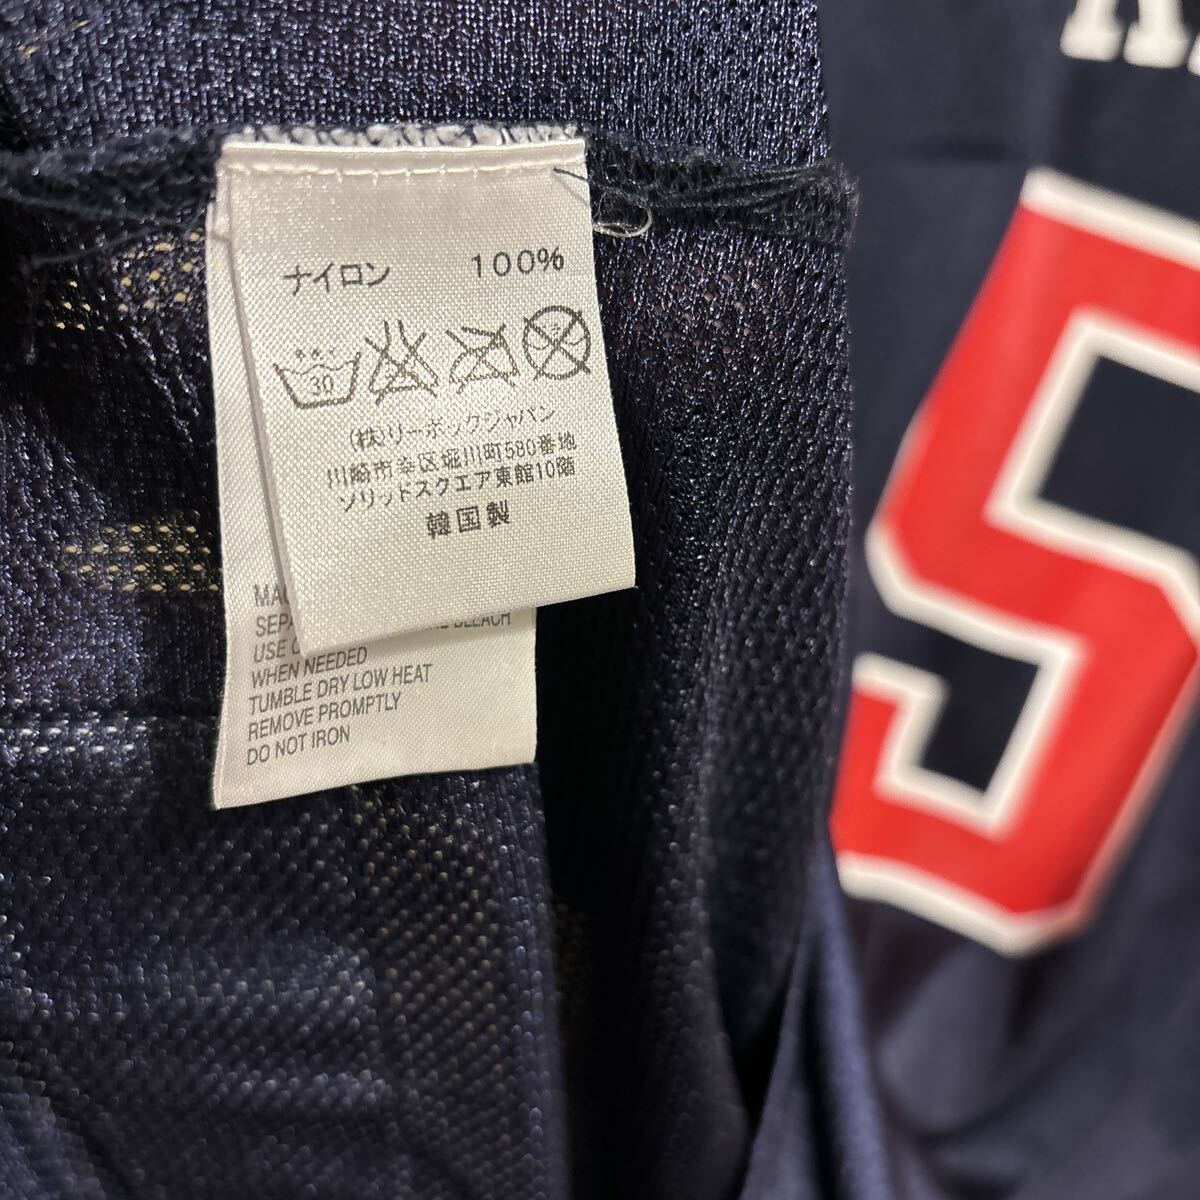 ナイロン 100%
30
(株)リーボックジャパン
川崎市幸区堀川町580番地
ソリッドスクエア東館10階
韓国製
BLEACH
USE
WHEN NEEDED
TUMBLE DRY LOW HEAT
REMOVE PROMPTLY
DO NOT IRON
5